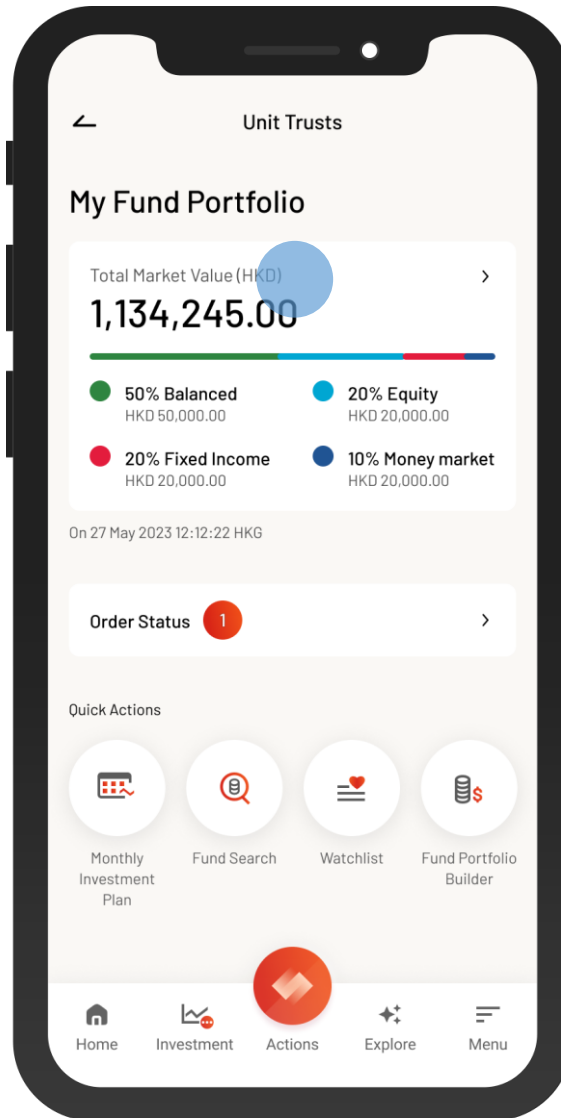 Unit Trusts
My Fund Portfolio
Total Market Value (HKD)
1,134,245.00
50% Balanced
HKD 50,000.00
20% Equity
HKD 20,000.00
20% Fixed Income
HKD 20,000.00
10% Money market
HKD 20,000.00
On 27 May 2023 12:12:22 HKG
Order Status 1
Quick Actions
Monthly
Investment
Plan
Fund Search
Watchlist
Fund Portfolio
Builder
Home
Investment
Actions
Explore
Menu